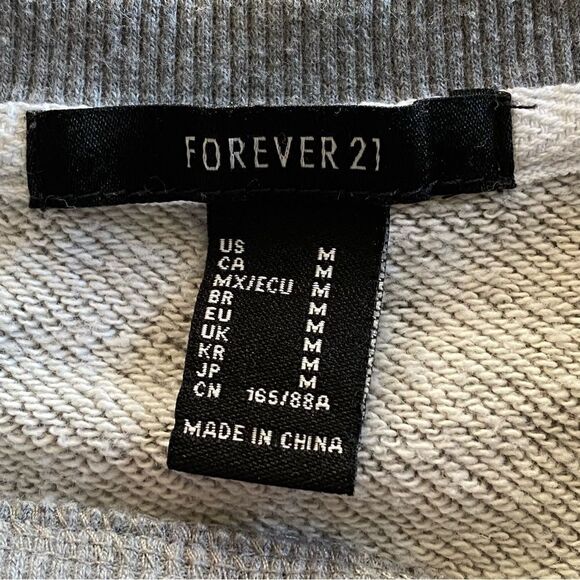 FOREVER 21
US M
CA M
MX/ECU M
BR M
EU M
UK M
KR M
JP M
CN 165/88A
MADE IN CHINA